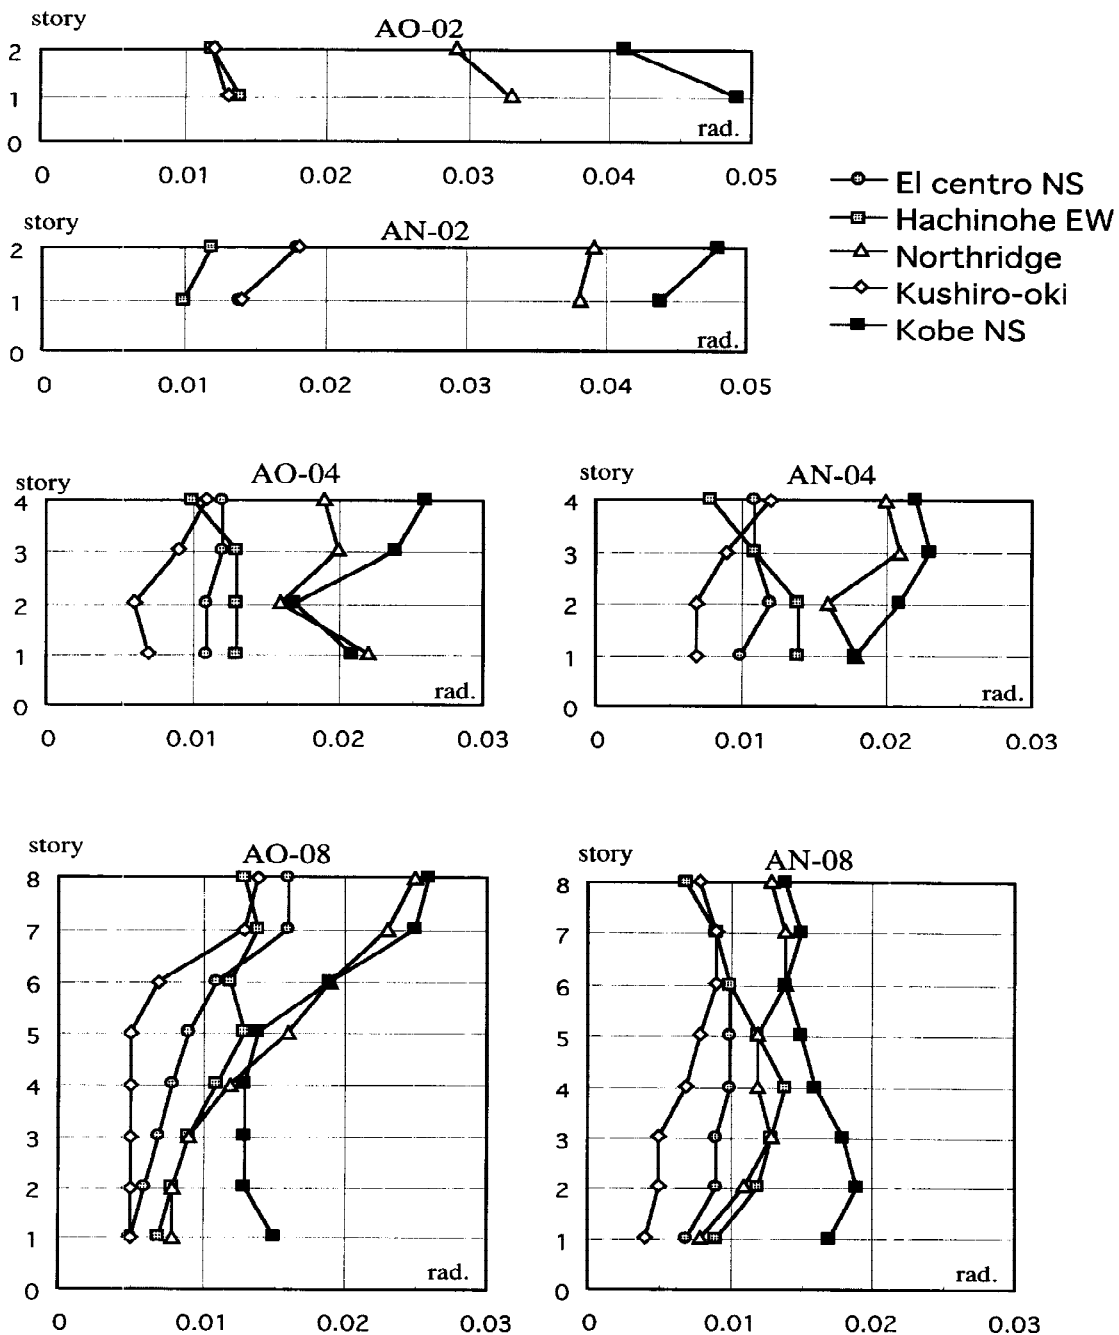 story
AO-02
2
1
rad.
0
0 0.01 0.02 0.03 0.04 0.05
story
AN-02
2
1
rad.
0
0 0.01 0.02 0.03 0.04 0.05
El centro NS
Hachinohe EW
Northridge
Kushiro-oki
Kobe NS
story
AO-04
4
3
2
1
rad.
0
0 0.01 0.02 0.03
story
AN-04
4
3
2
1
rad.
0
0 0.01 0.02 0.03
story
AO-08
8
7
6
5
4
3
2
1
rad.
0
0 0.01 0.02 0.03
story
AN-08
8
7
6
5
4
3
2
1
rad.
0
0 0.01 0.02 0.03